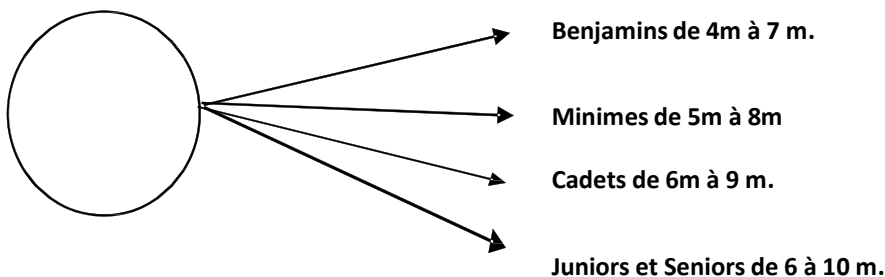 Benjamins de 4m à 7 m.
Minimes de 5m à 8m
Cadets de 6m à 9 m.
Juniors et Seniors de 6 à 10 m.